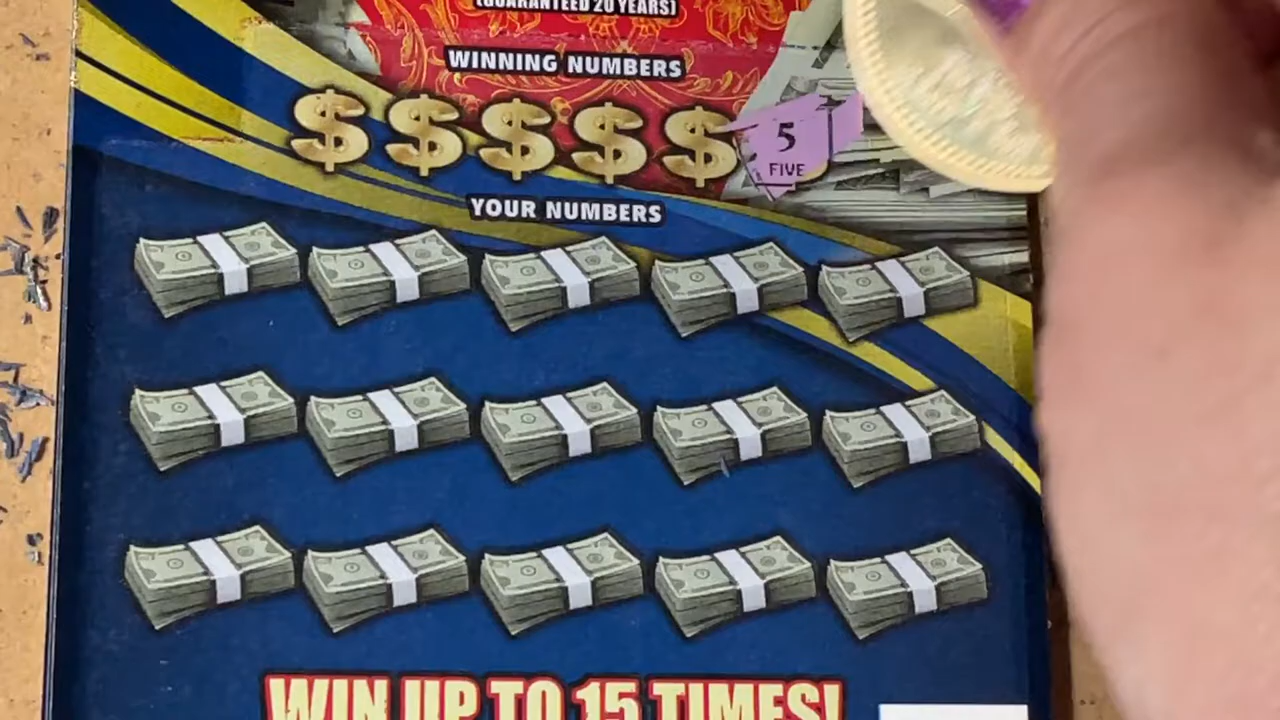 (GUARANTEED 20 YEARS)
WINNING NUMBERS
$ $ $ $ $ 5
FIVE
YOUR NUMBERS
WIN UP TO 15 TIMES!